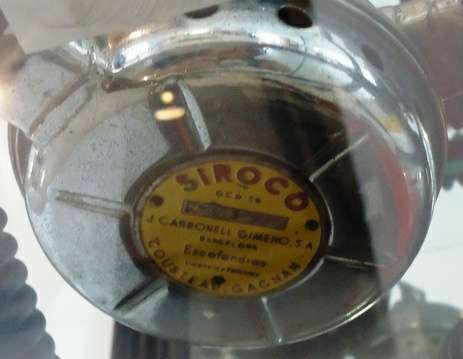 SIROCO
J. CARBONELL GIMENO, S.A.
BARCELONA
Escafandras
COUSTEAU GAGNAN